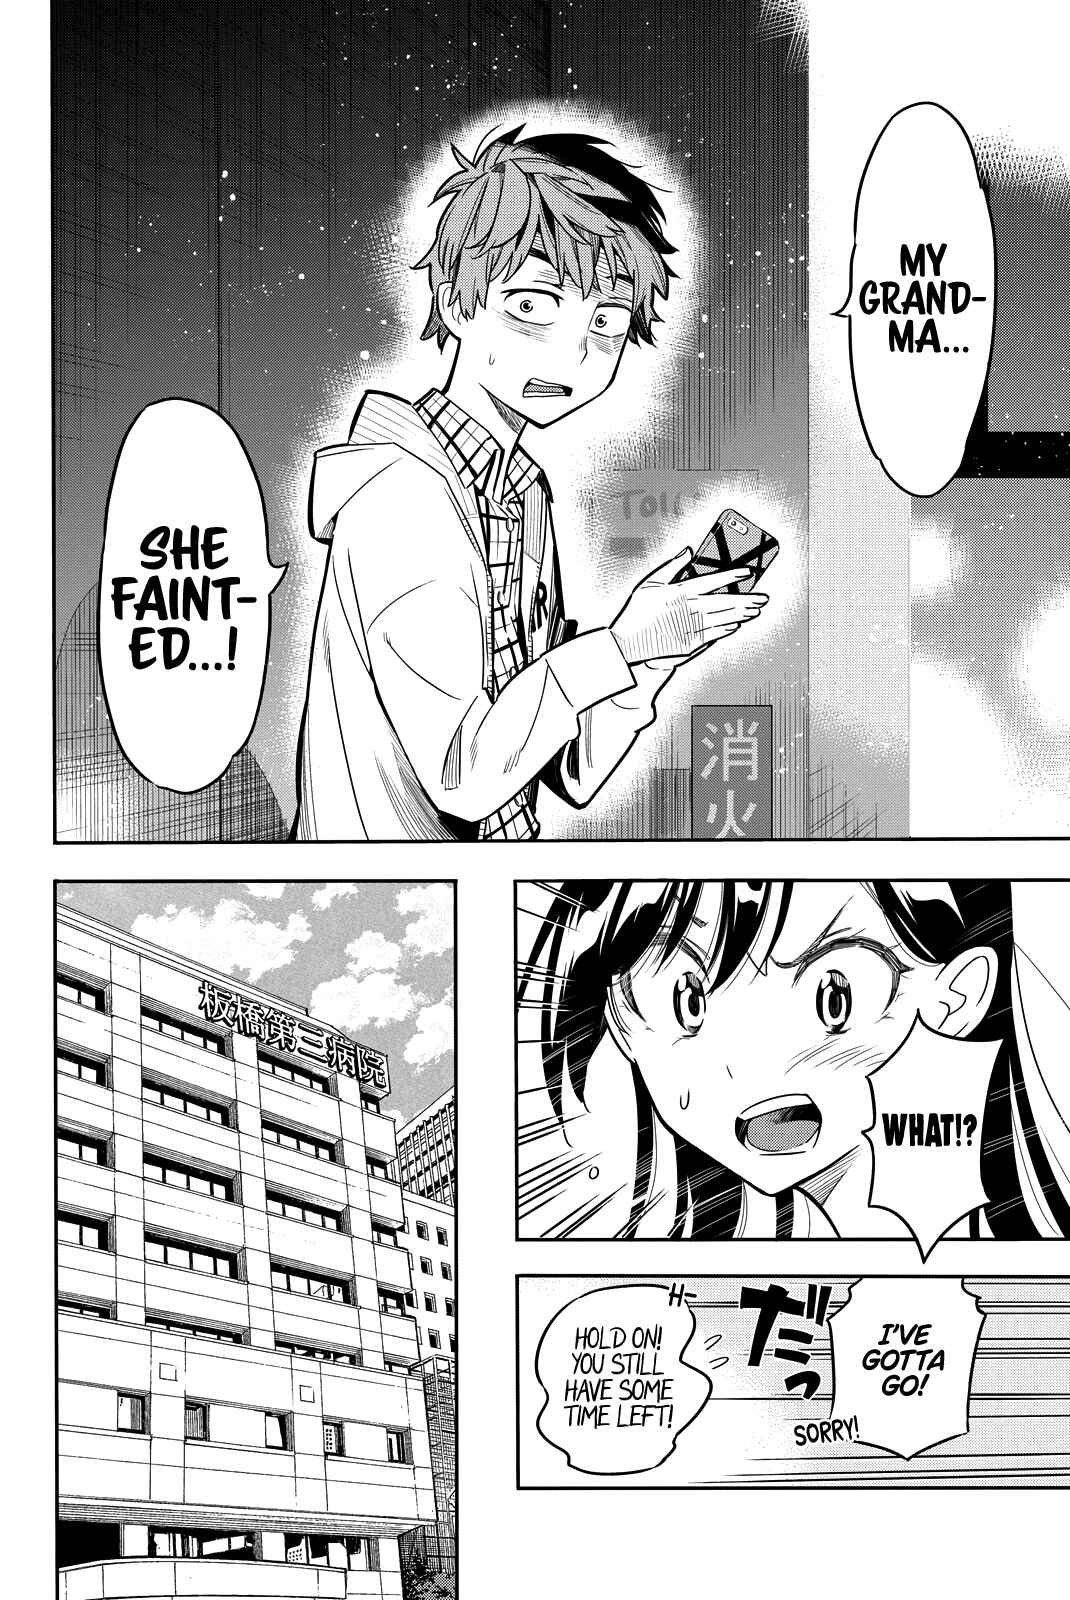 MY
GRAND-
MA...
SHE
FAINT-
ED...!
消
火
WHAT!?
I'VE
GOTTA
GO!
SORRY!
だっ
H-
HOLD ON!
YOU STILL
HAVE SOME
TIME LEFT!
板橋第三病院